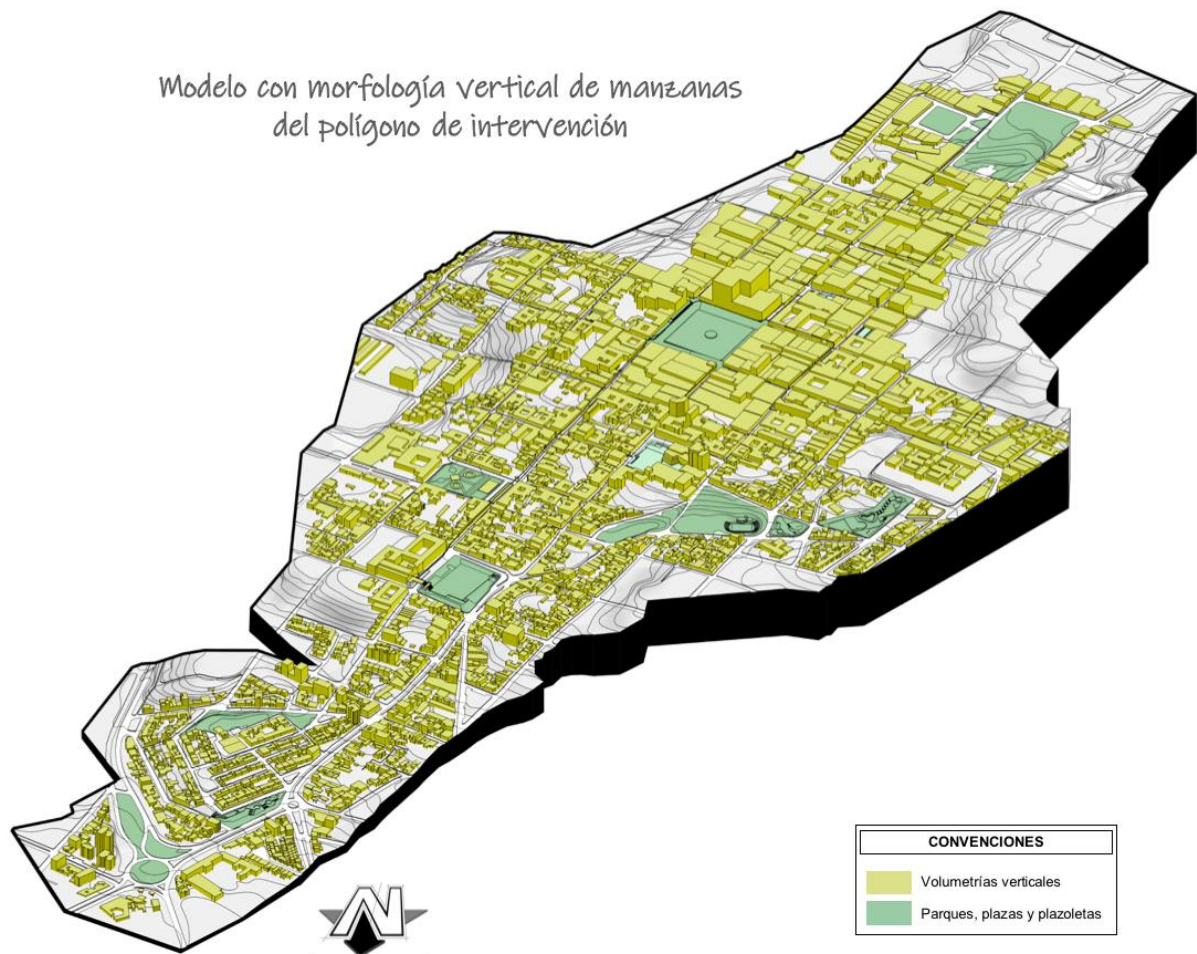 Modelo con morfología vertical de manzanas
del polígono de intervención
CONVENCIONES
Volumetrías verticales
Parques, plazas y plazoletas
N